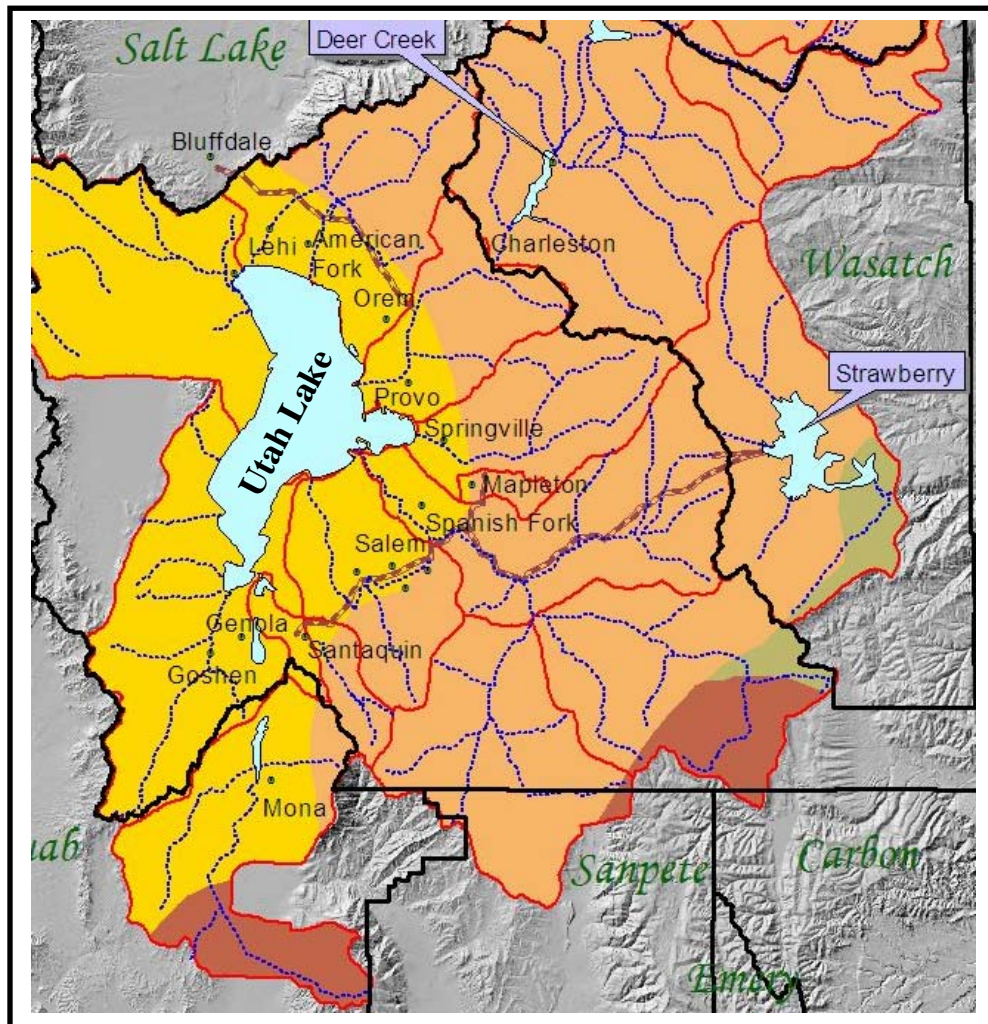 Salt Lake
Deer Creek
Bluffdale
Lehi
American
Fork
Charleston
Wasatch
Orem
Utah Lake
Strawberry
Provo
Springville
Mapleton
Spanish Fork
Salem
Genola
Santaquin
Goshen
Mona
uab
Sanpete
Carbon
Emery